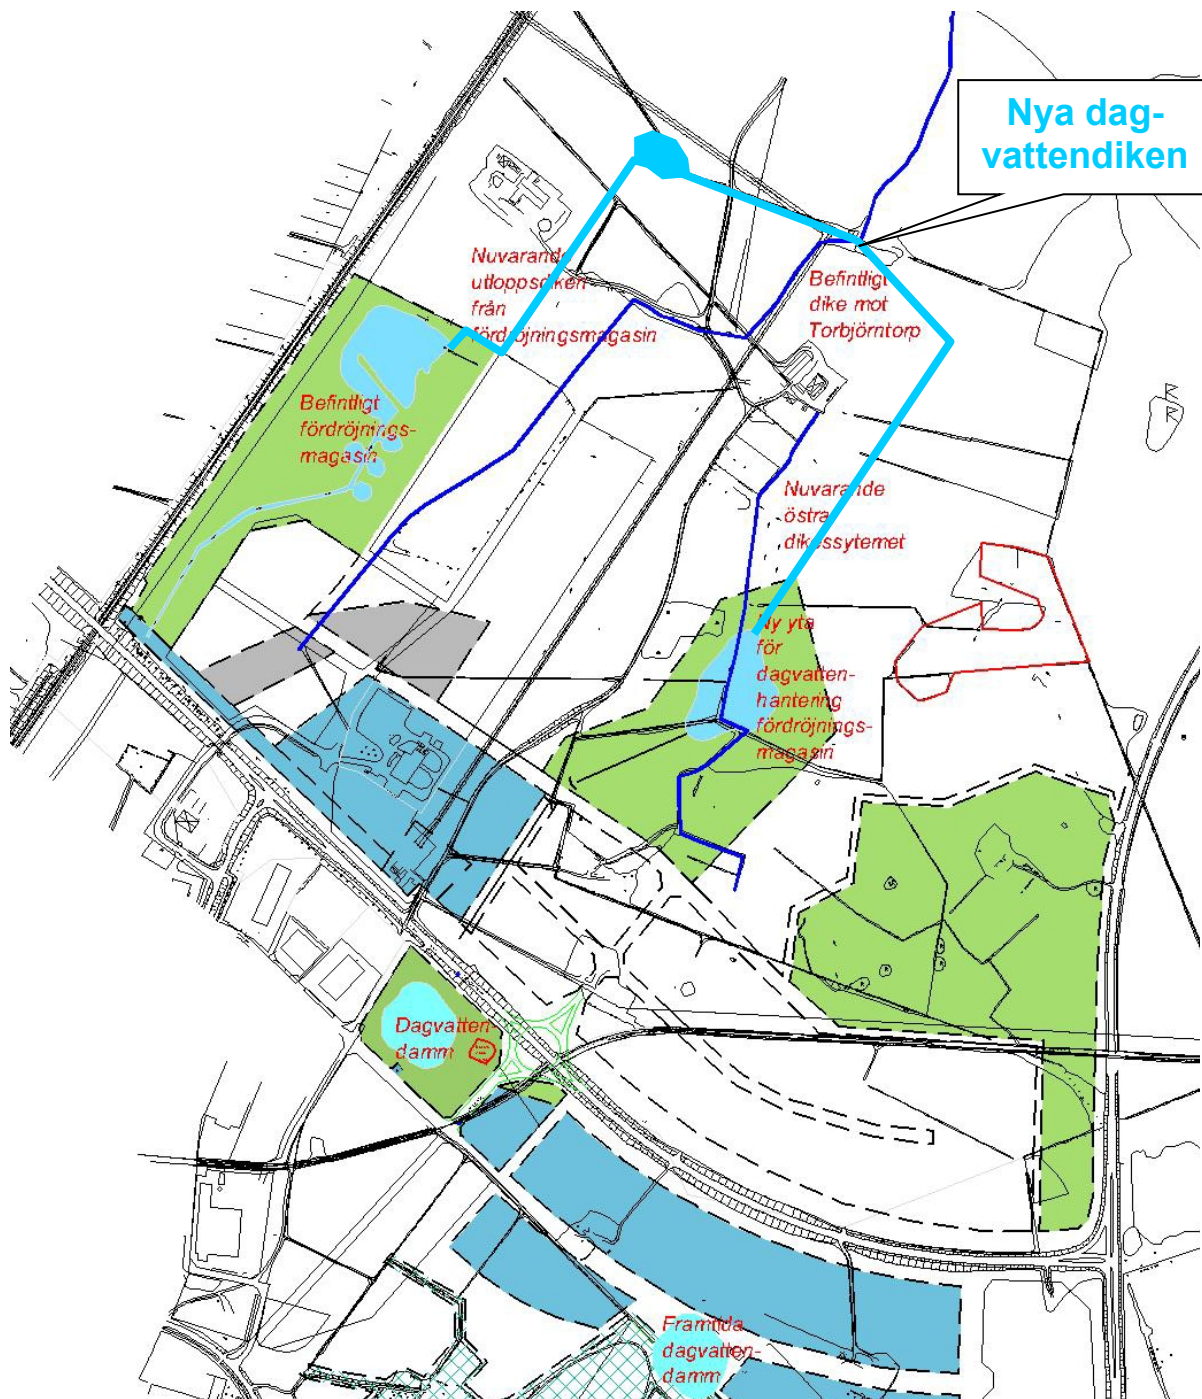 Nya dag-
vattendiken
Nuvarande
utloppsdiken
från
fördröjningsmagasin
Befintligt
dike mot
Torbjörntorp
Befintligt
fördröjnings-
magasin
Nuvarande
östra
dikessytemet
Ny yta
för
dagvatten-
hantering
fördröjnings-
magasin
Dagvatten-
damm
Framtida
dagvatten-
damm